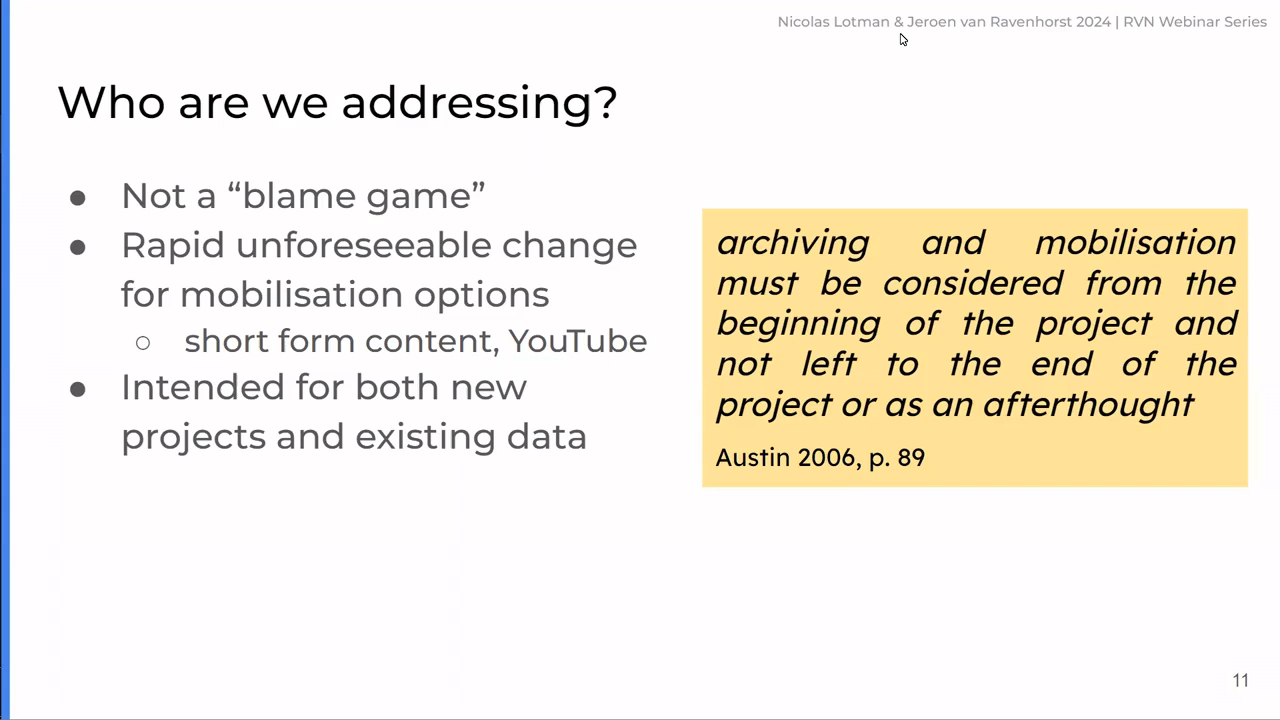 Nicolas Lotman & Jeroen van Ravenhorst 2024 | RVN Webinar Series
Who are we addressing?
● Not a “blame game”
● Rapid unforeseeable change
for mobilisation options
○ short form content, YouTube
● Intended for both new
projects and existing data
archiving and mobilisation
must be considered from the
beginning of the project and
not left to the end of the
project or as an afterthought
Austin 2006, p. 89
11